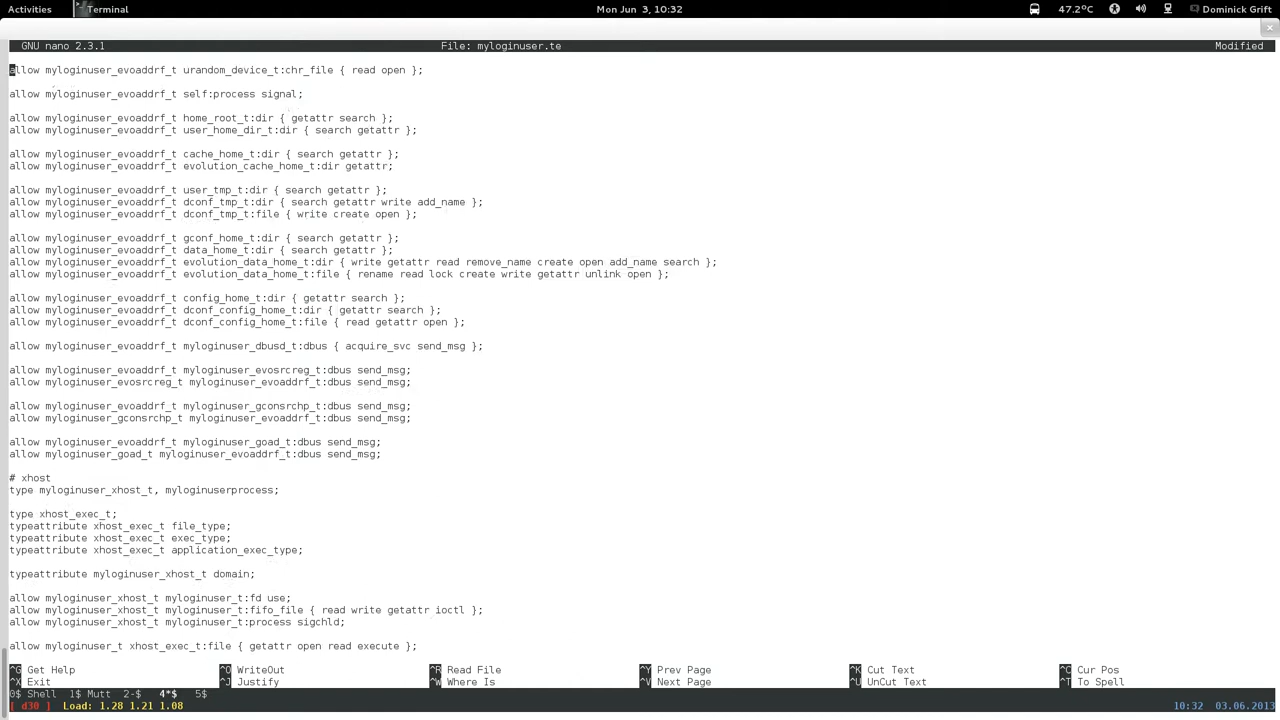 Activities Terminal Mon Jun 3, 10:32 47.2°C Dominick Grift
GNU nano 2.3.1 File: myloginuser.te Modified
allow myloginuser_evoaddrf_t urandom_device_t:chr_file { read open };
allow myloginuser_evoaddrf_t self:process signal;
allow myloginuser_evoaddrf_t home_root_t:dir { getattr search };
allow myloginuser_evoaddrf_t user_home_dir_t:dir { search getattr };
allow myloginuser_evoaddrf_t cache_home_t:dir { search getattr };
allow myloginuser_evoaddrf_t evolution_cache_home_t:dir getattr;
allow myloginuser_evoaddrf_t user_tmp_t:dir { search getattr };
allow myloginuser_evoaddrf_t dconf_tmp_t:dir { search getattr write add_name };
allow myloginuser_evoaddrf_t dconf_tmp_t:file { write create open };
allow myloginuser_evoaddrf_t gconf_home_t:dir { search getattr };
allow myloginuser_evoaddrf_t data_home_t:dir { search getattr };
allow myloginuser_evoaddrf_t evolution_data_home_t:dir { write getattr read remove_name create open add_name search };
allow myloginuser_evoaddrf_t evolution_data_home_t:file { rename read lock create write getattr unlink open };
allow myloginuser_evoaddrf_t config_home_t:dir { getattr search };
allow myloginuser_evoaddrf_t dconf_config_home_t:dir { getattr search };
allow myloginuser_evoaddrf_t dconf_config_home_t:file { read getattr open };
allow myloginuser_evoaddrf_t myloginuser_dbusd_t:dbus { acquire_svc send_msg };
allow myloginuser_evoaddrf_t myloginuser_evosrcreg_t:dbus send_msg;
allow myloginuser_evosrcreg_t myloginuser_evoaddrf_t:dbus send_msg;
allow myloginuser_evoaddrf_t myloginuser_gconsrchp_t:dbus send_msg;
allow myloginuser_gconsrchp_t myloginuser_evoaddrf_t:dbus send_msg;
allow myloginuser_evoaddrf_t myloginuser_goad_t:dbus send_msg;
allow myloginuser_goad_t myloginuser_evoaddrf_t:dbus send_msg;
# xhost
type myloginuser_xhost_t, myloginuserprocess;
type xhost_exec_t;
typeattribute xhost_exec_t file_type;
typeattribute xhost_exec_t exec_type;
typeattribute xhost_exec_t application_exec_type;
typeattribute myloginuser_xhost_t domain;
allow myloginuser_xhost_t myloginuser_t:fd use;
allow myloginuser_xhost_t myloginuser_t:fifo_file { read write getattr ioctl };
allow myloginuser_xhost_t myloginuser_t:process sigchld;
allow myloginuser_t xhost_exec_t:file { getattr open read execute };
^G Get Help ^O WriteOut ^R Read File ^Y Prev Page ^K Cut Text ^C Cur Pos
^X Exit ^J Justify ^W Where Is ^V Next Page ^U UnCut Text ^T To Spell
0$ Shell 1$ Mutt 2-$ 4*$ 5$
[ d30 ] Load: 1.28 1.21 1.08 10:32 03.06.2013